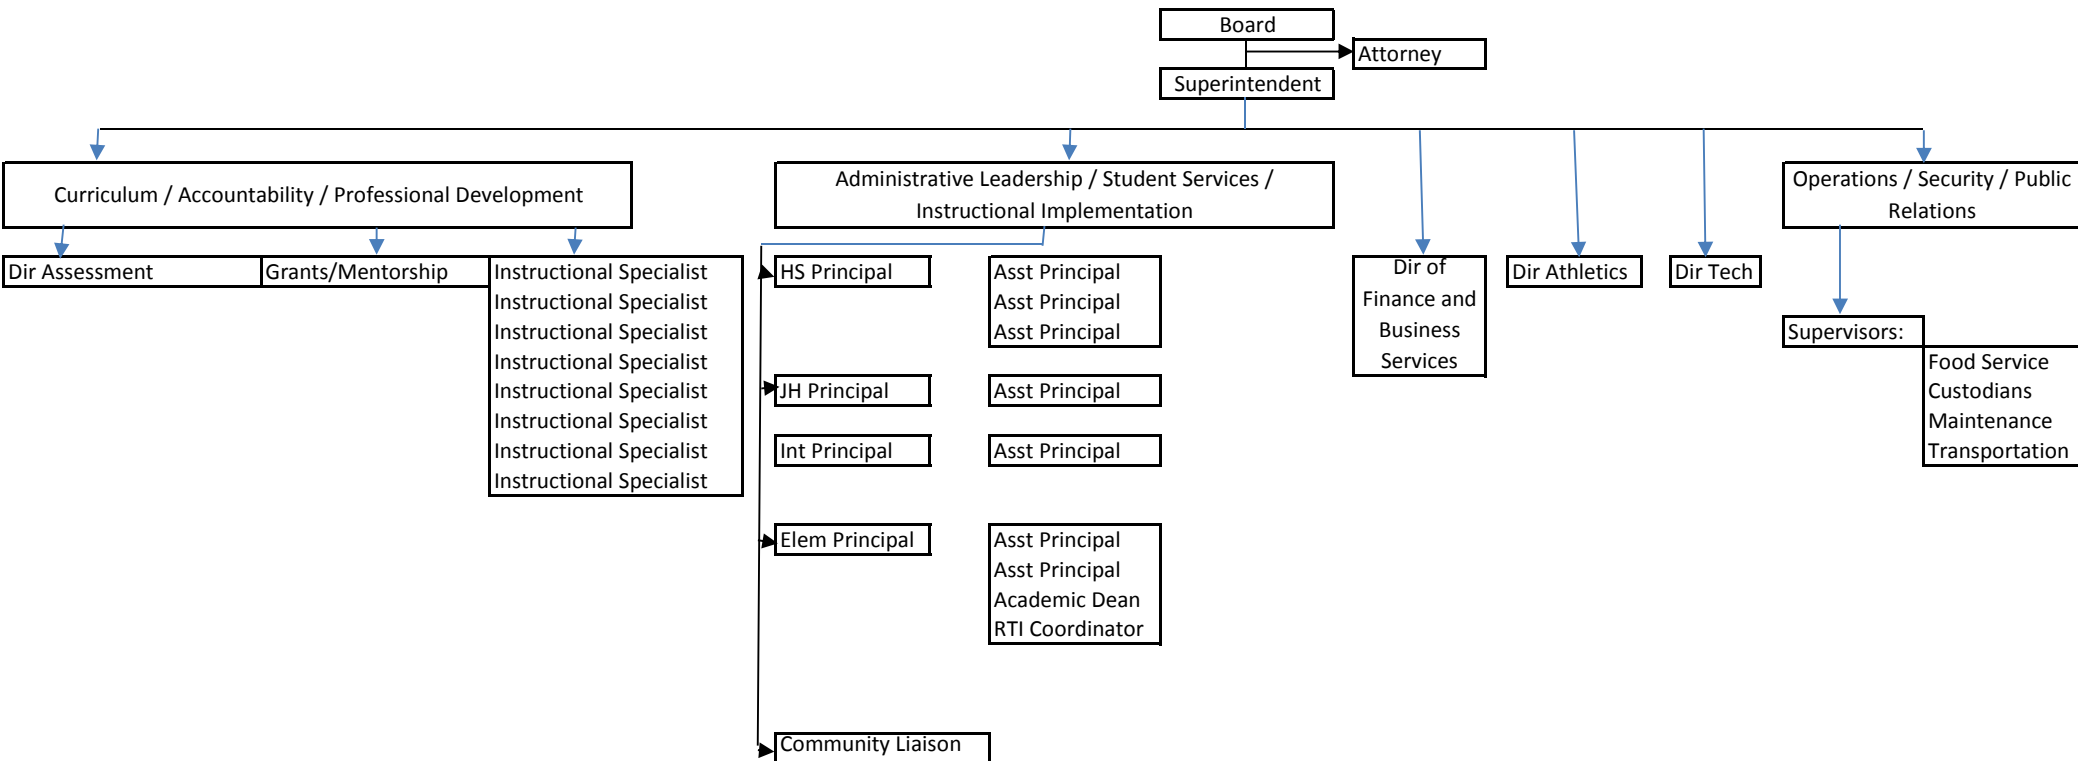 Board
Attorney
Superintendent
Curriculum / Accountability / Professional Development
Administrative Leadership / Student Services /
Instructional Implementation
Operations / Security / Public
Relations
Dir Assessment
Grants/Mentorship
Instructional Specialist
Instructional Specialist
Instructional Specialist
Instructional Specialist
Instructional Specialist
Instructional Specialist
Instructional Specialist
Instructional Specialist
HS Principal
Asst Principal
Asst Principal
Asst Principal
JH Principal
Asst Principal
Int Principal
Asst Principal
Elem Principal
Asst Principal
Asst Principal
Academic Dean
RTI Coordinator
Community Liaison
Dir of
Finance and
Business
Services
Dir Athletics
Dir Tech
Supervisors:
Food Service
Custodians
Maintenance
Transportation